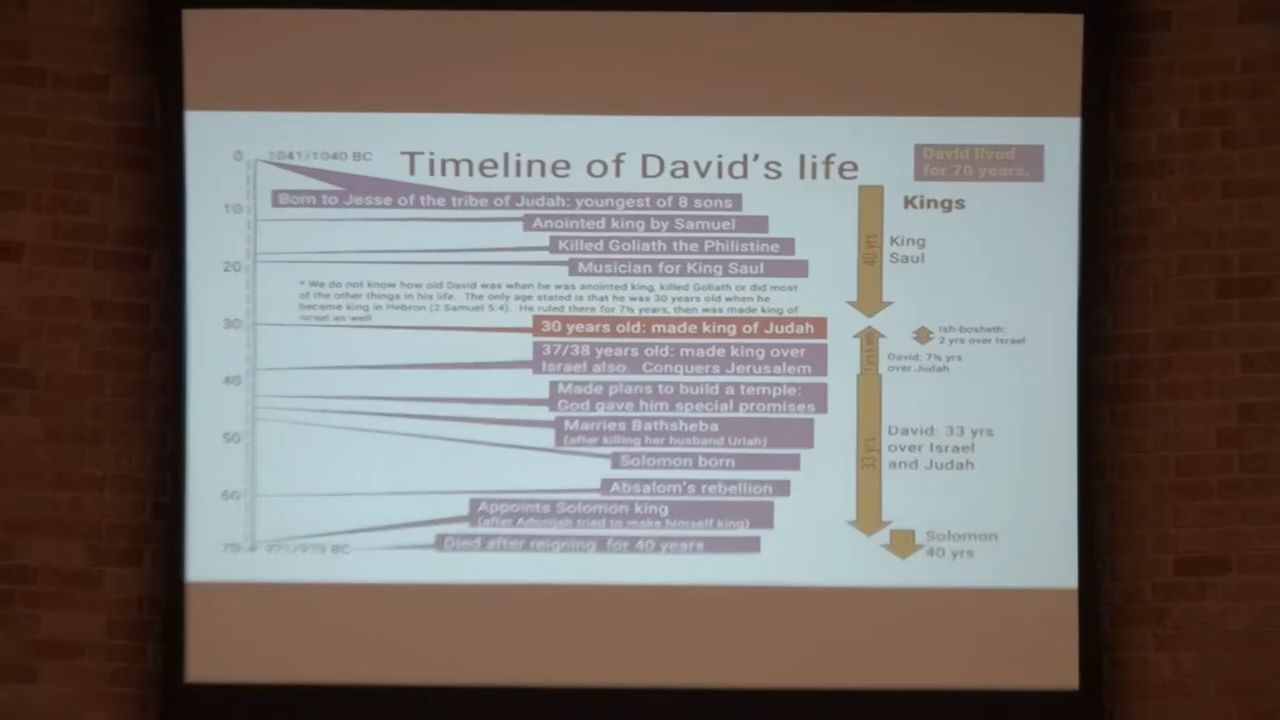 0
1041/1040 BC
Timeline of David's life
David lived
for 70 years.
Born to Jesse of the tribe of Judah: youngest of 8 sons
Kings
10
Anointed king by Samuel
Killed Goliath the Philistine
40 yrs
King
Saul
20
Musician for King Saul
* We do not know how old David was when he was anointed king, killed Goliath or did most
of the other things in his life. The only age stated is that he was 30 years old when he
became king in Hebron (2 Samuel 5:4). He ruled there for 7½ years, then was made king of
Israel as well.
30
30 years old: made king of Judah
Ish-bosheth:
2 yrs over Israel
37/38 years old: made king over
Israel also. Conquers Jerusalem
David: 7½ yrs
over Judah
40
Made plans to build a temple:
God gave him special promises
Marries Bathsheba
(after killing her husband Uriah)
50
Solomon born
33 yrs
David: 33 yrs
over Israel
and Judah
Absalom's rebellion
60
Appoints Solomon king
(after Adonijah tried to make himself king)
70
971/970 BC
Died after reigning for 40 years
Solomon
40 yrs